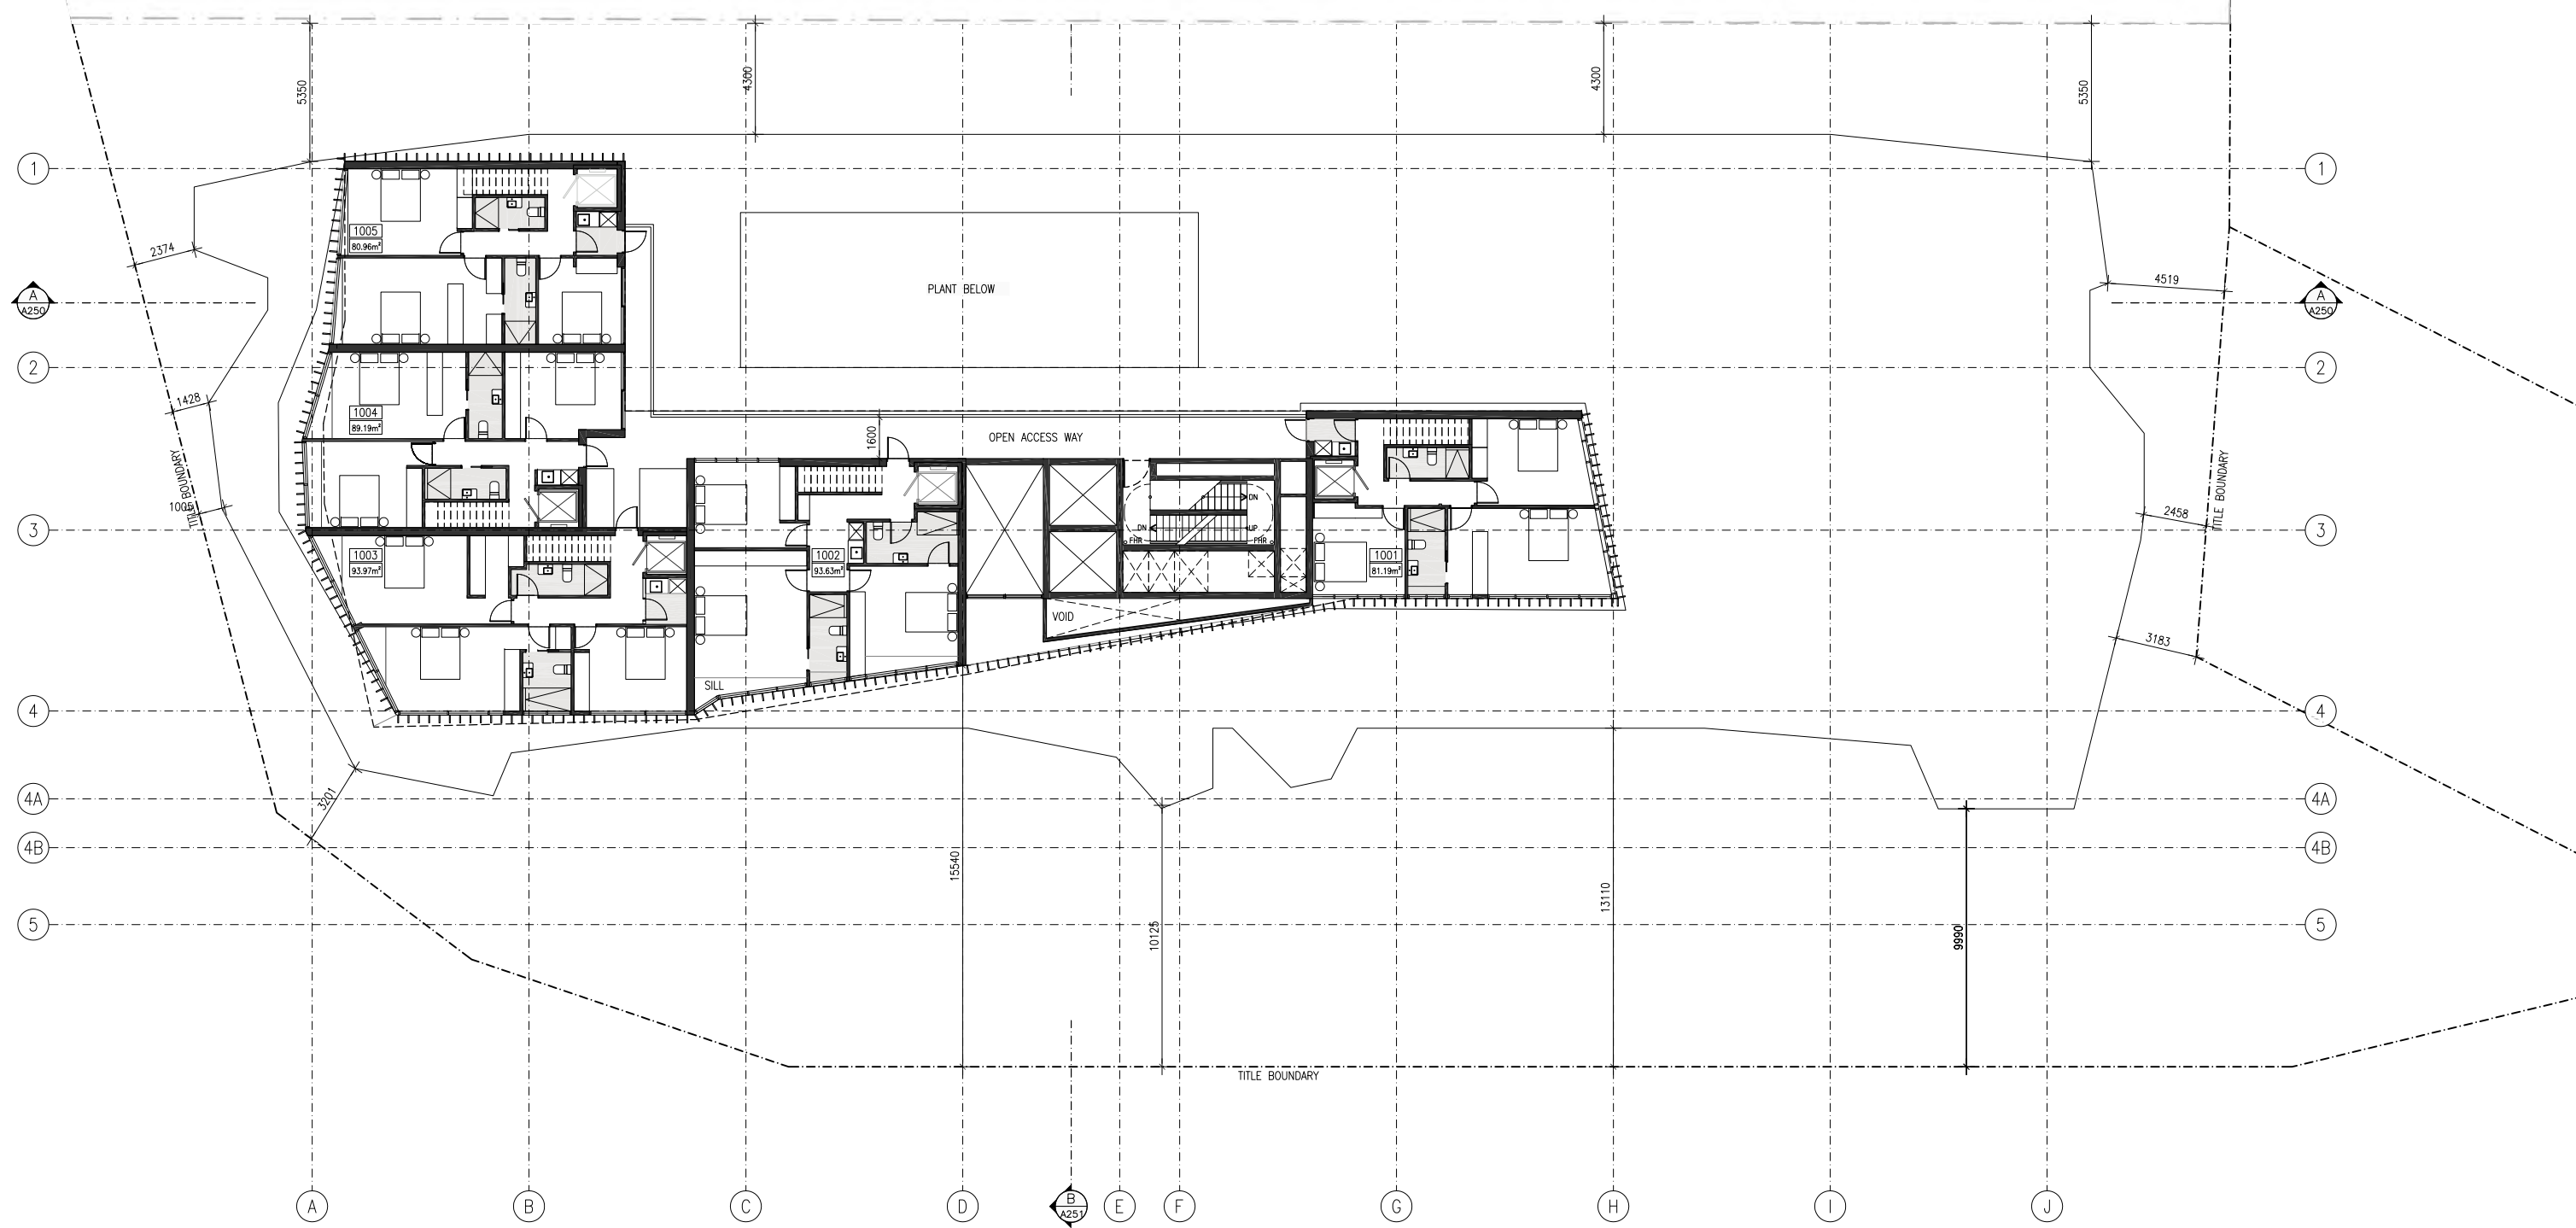 5350
4300
4300
5350
1
1
1005
80.96m²
2374
A
A250
PLANT BELOW
4519
A
A250
2
2
1428
1004
89.19m²
1600
OPEN ACCESS WAY
TITLE BOUNDARY
TITLE BOUNDARY
1005
DN
DN
UP
FHR
FHR
2458
3
3
1003
93.97m²
1002
93.63m²
1001
81.19m²
VOID
3183
SILL
4
4
3201
4A
4A
4B
4B
15540
10125
13110
9990
5
5
TITLE BOUNDARY
A
B
C
D
B
A251
E
F
G
H
I
J